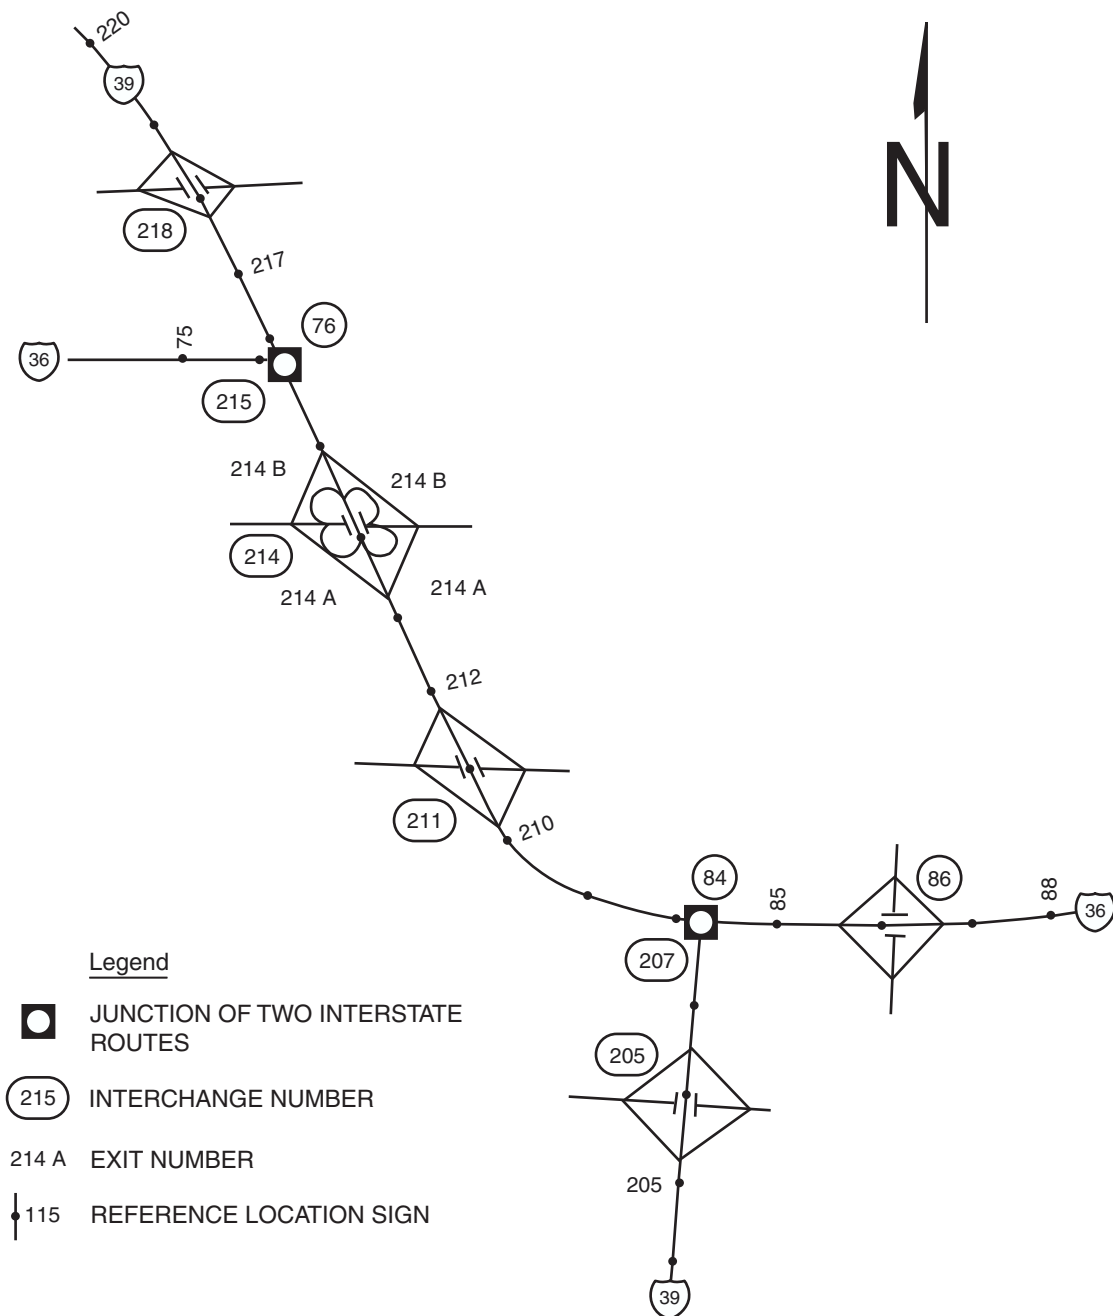 220
39
N
218
217
75
76
36
215
214 B
214 B
214
214 A
214 A
212
211
210
84
85
86
88
36
207
205
205
39
Legend
JUNCTION OF TWO INTERSTATE
ROUTES
215 INTERCHANGE NUMBER
214 A EXIT NUMBER
115 REFERENCE LOCATION SIGN